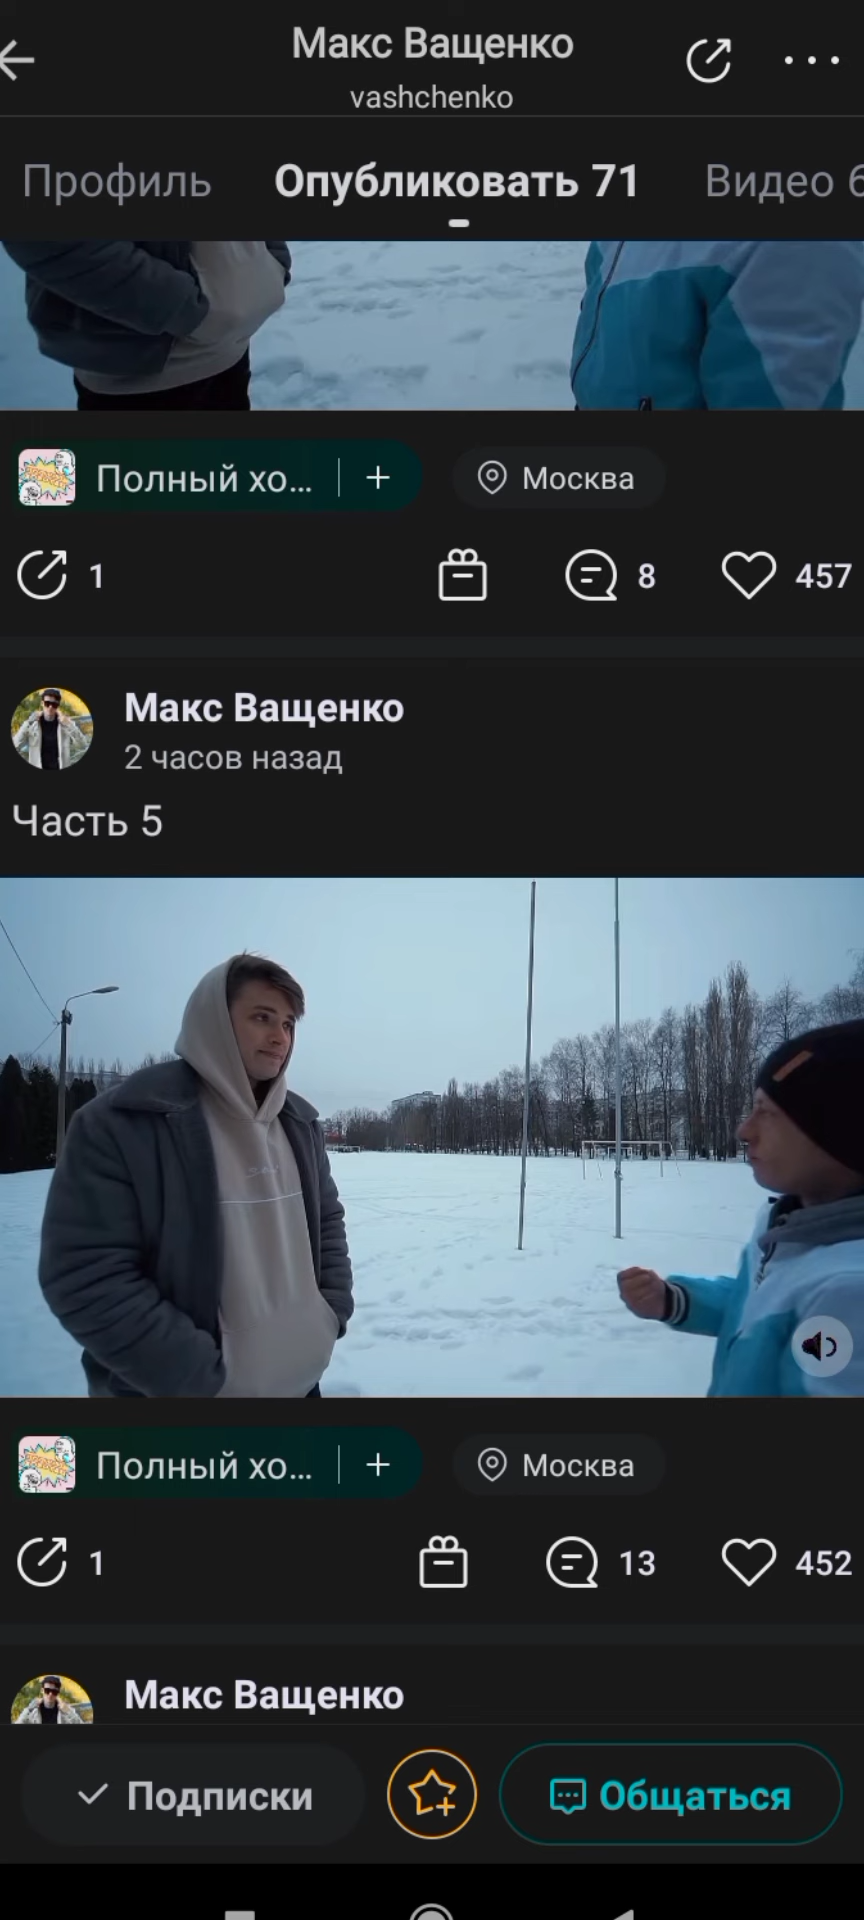 Макс Ващенко
vashchenko
Профиль Опубликовать 71 Видео 6
Полный хо... + Москва
1 8 457
Макс Ващенко
2 часов назад
Часть 5
Полный хо... + Москва
1 13 452
Макс Ващенко
Подписки Общаться